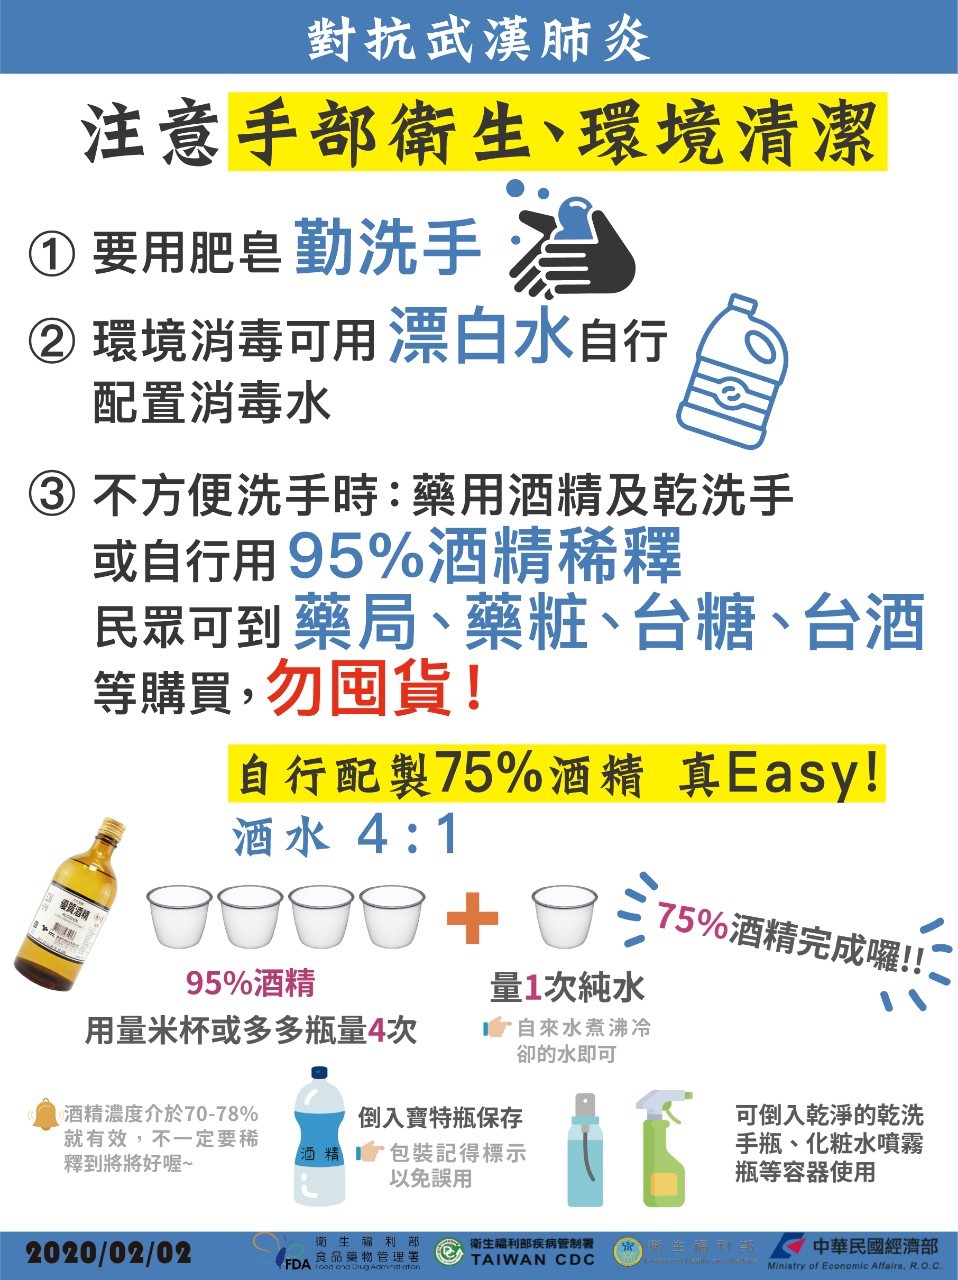 對抗武漢肺炎
注意手部衛生、環境清潔
① 要用肥皂勤洗手
② 環境消毒可用漂白水自行
配置消毒水
③ 不方便洗手時：藥用酒精及乾洗手
或自行用95%酒精稀釋
民眾可到藥局、藥粧、台糖、台酒
等購買，勿囤貨！
自行配製75%酒精 真Easy!
酒水 4：1
優質酒精
ALCOHOL
75%酒精完成囉!!
95%酒精
用量米杯或多多瓶量4次
量1次純水
自來水煮沸冷
卻的水即可
酒精濃度介於70-78%
就有效，不一定要稀
釋到將將好喔~
酒 精
倒入寶特瓶保存
包裝記得標示
以免誤用
可倒入乾淨的乾洗
手瓶、化粧水噴霧
瓶等容器使用
2020/02/02
FDA
衛生福利部
食品藥物管理署
Food and Drug Administration
衛生福利部疾病管制署
TAIWAN CDC
衛生福利部
Ministry of Health and Welfare
中華民國經濟部
Ministry of Economic Affairs, R.O.C.